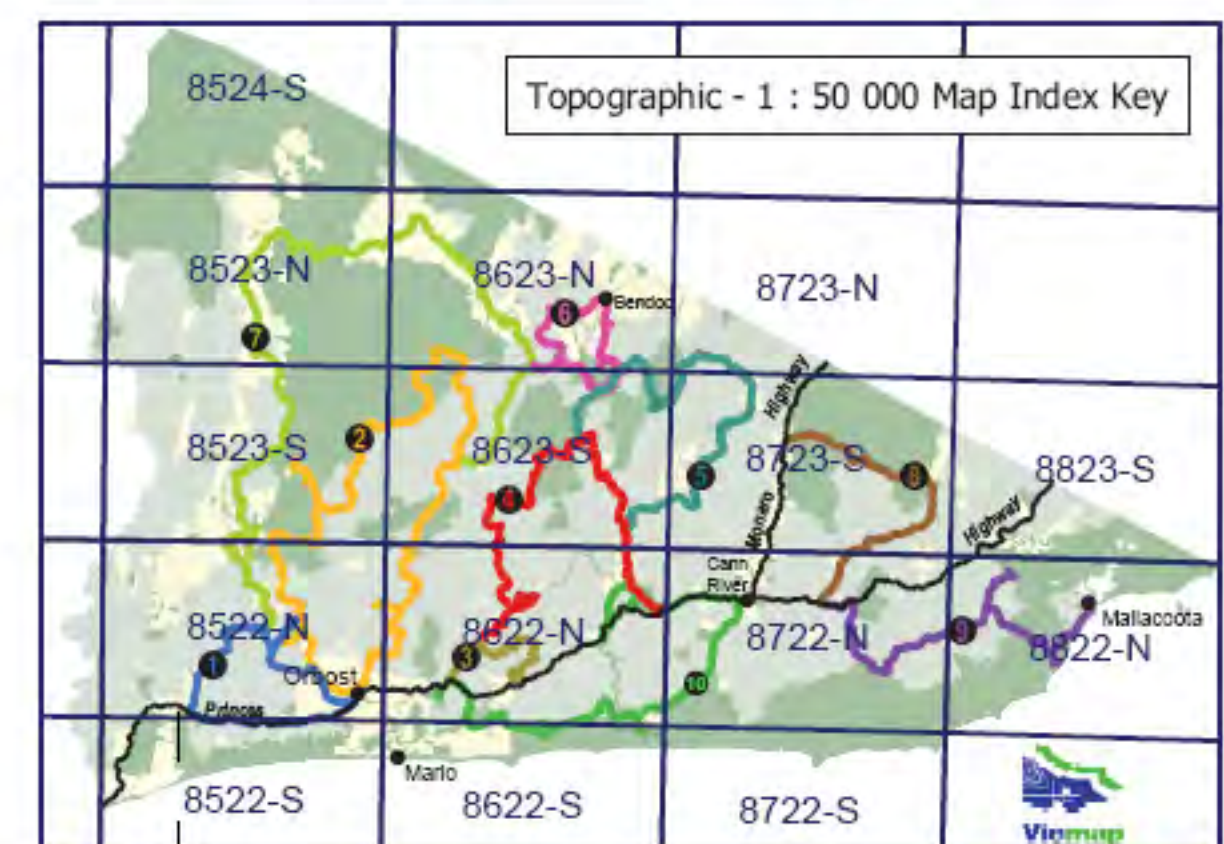 8524-S
Topographic - 1 : 50 000 Map Index Key
8523-N
8623-N
8723-N
6
Bendoc
7
Highway
2
8523-S
8623-S
8723-S
8823-S
8
5
4
Monaro
Highway
Cann
River
Mallacoota
8522-N
8622-N
8722-N
8822-N
9
3
1
Orbost
10
Princes
Marlo
8522-S
8622-S
8722-S
Vicmap